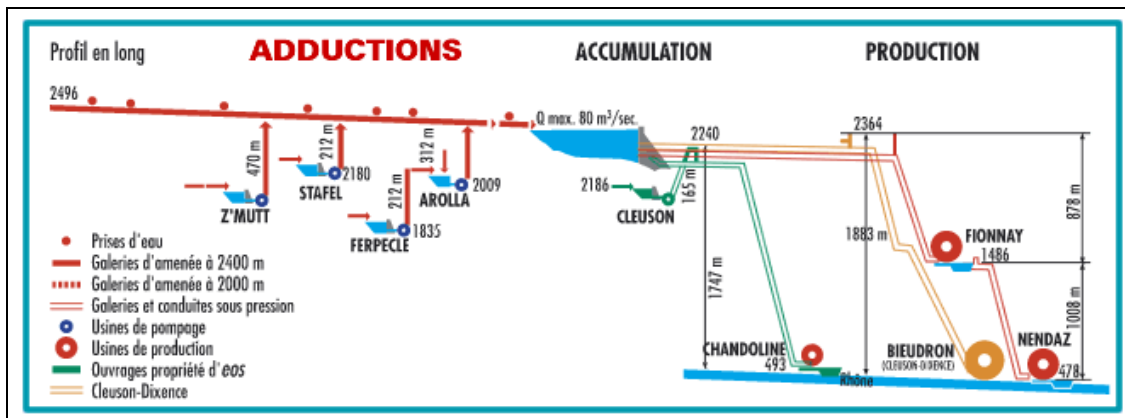 Profil en long
ADDUCTIONS
ACCUMULATION
PRODUCTION
2496
Q max. 80 m³/sec.
2240
2364
470 m
212 m
312 m
2180
STAFEL
Z'MUTT
212 m
AROLLA
2009
FERPECLE
1835
2186
CLEUSON
165 m
1747 m
1883 m
878 m
FIONNAY
1486
1008 m
CHANDOLINE
493
Rhône
BIEUDRON
(CLEUSON-DIXENCE)
NENDAZ
478
Prises d'eau
Galeries d'amenée à 2400 m
Galeries d'amenée à 2000 m
Galeries et conduites sous pression
Usines de pompage
Usines de production
Ouvrages propriété d'eos
Cleuson-Dixence